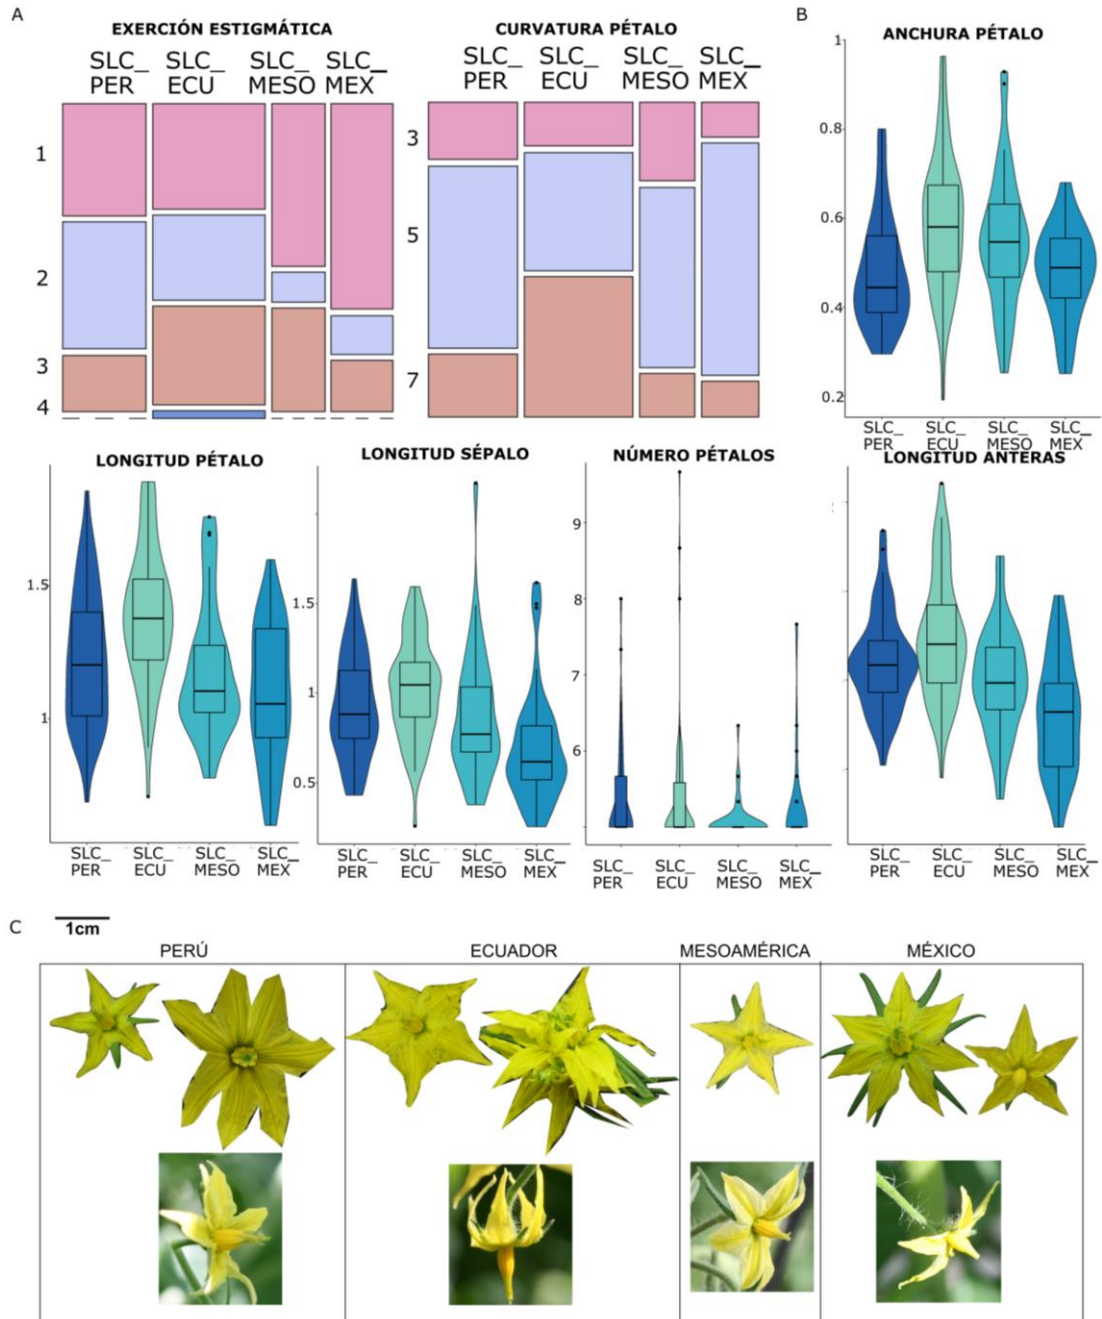 A
EXERCIÓN ESTIGMÁTICA
SLC_ SLC_ SLC_ SLC_
PER ECU MESO MEX
1
2
3
4
CURVATURA PÉTALO
SLC_ SLC_ SLC_ SLC_
PER ECU MESO MEX
3
5
7
B
ANCHURA PÉTALO
1
0.8
0.6
0.4
0.2
SLC_ SLC_ SLC_ SLC_
PER ECU MESO MEX
LONGITUD PÉTALO
1.5
1
SLC_ SLC_ SLC_ SLC_
PER ECU MESO MEX
LONGITUD SÉPALO
1.5
1
0.5
SLC_ SLC_ SLC_ SLC_
PER ECU MESO MEX
NÚMERO PÉTALOS
9
8
7
6
SLC_ SLC_ SLC_ SLC_
PER ECU MESO MEX
LONGITUD ANTERAS
SLC_ SLC_ SLC_ SLC_
PER ECU MESO MEX
C
1cm
PERÚ ECUADOR MESOAMÉRICA MÉXICO